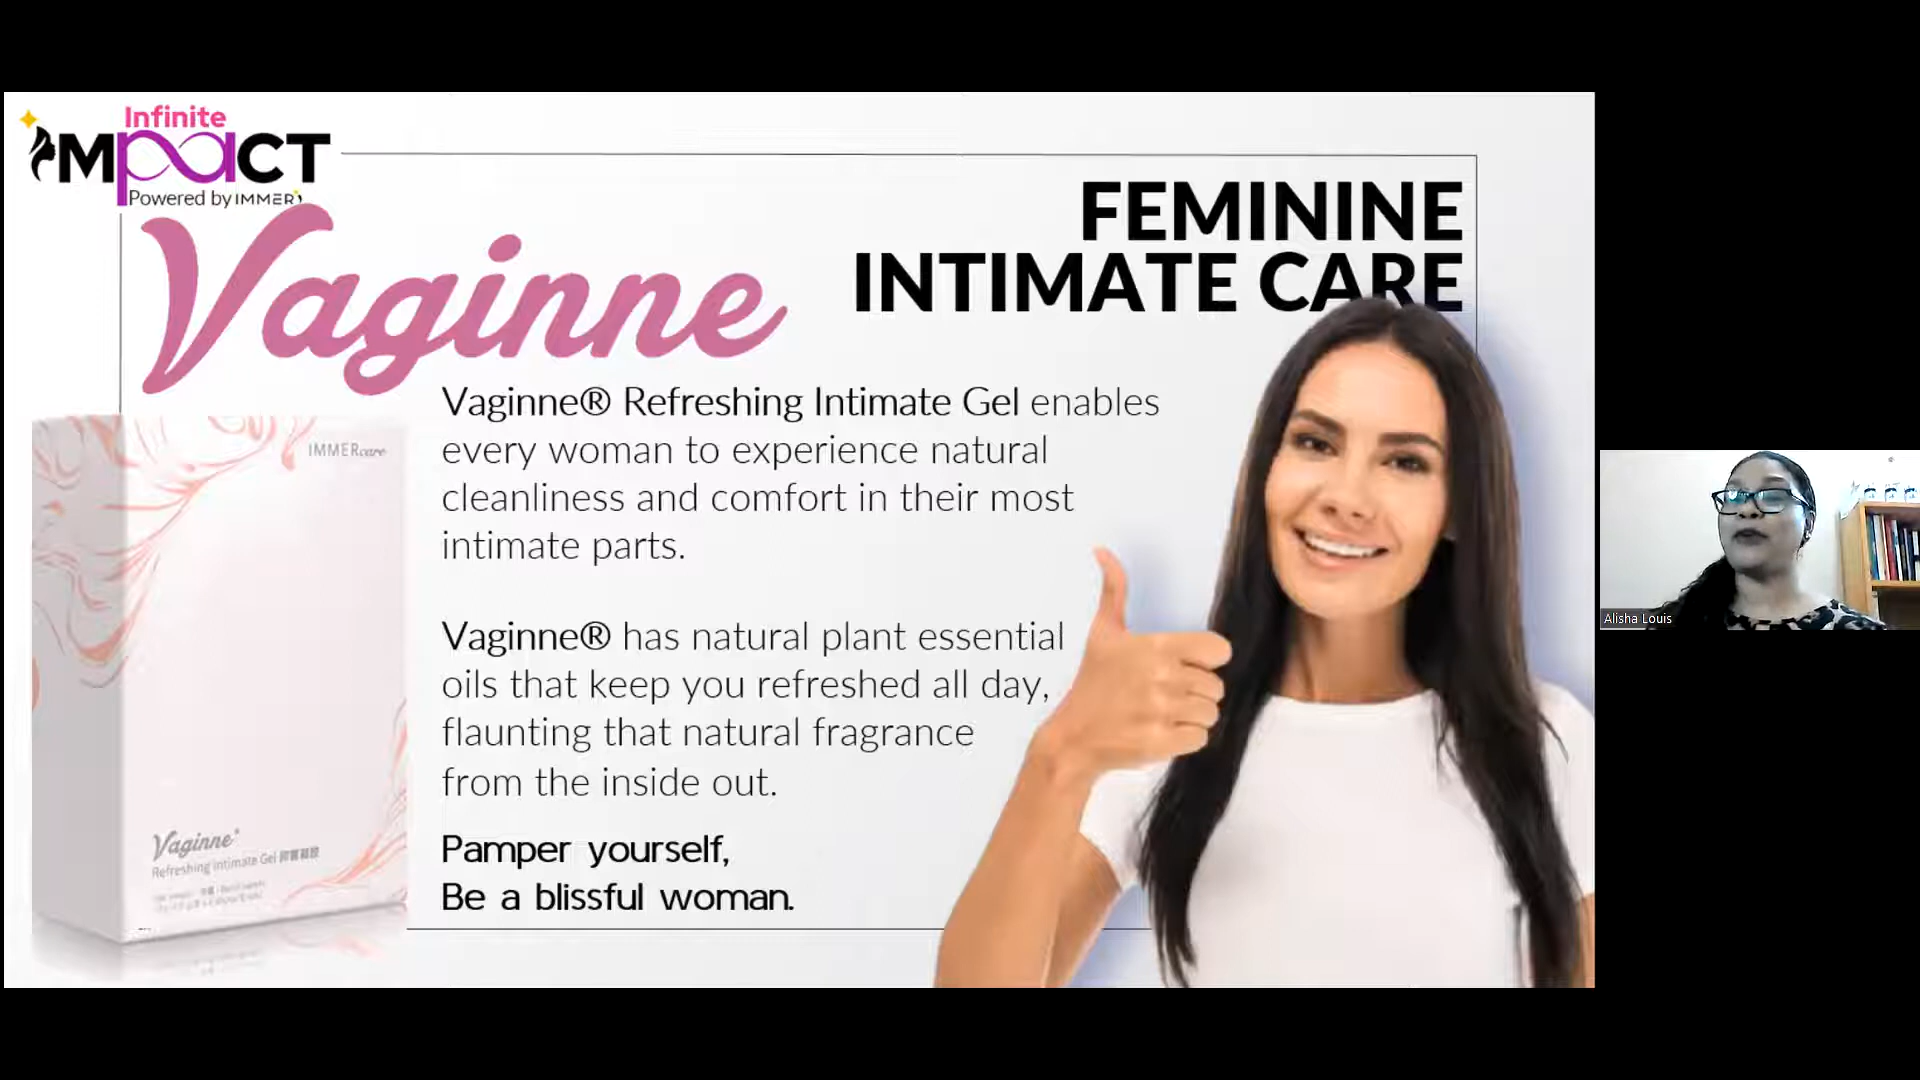 Infinite
iMPACT
Powered by IMMERi
FEMININE
INTIMATE CARE
Vaginne
Vaginne® Refreshing Intimate Gel enables
every woman to experience natural
cleanliness and comfort in their most
intimate parts.
Vaginne® has natural plant essential
oils that keep you refreshed all day,
flaunting that natural fragrance
from the inside out.
Pamper yourself,
Be a blissful woman.
IMMERcare
Vaginne®
Refreshing Intimate Gel
Alisha Louis